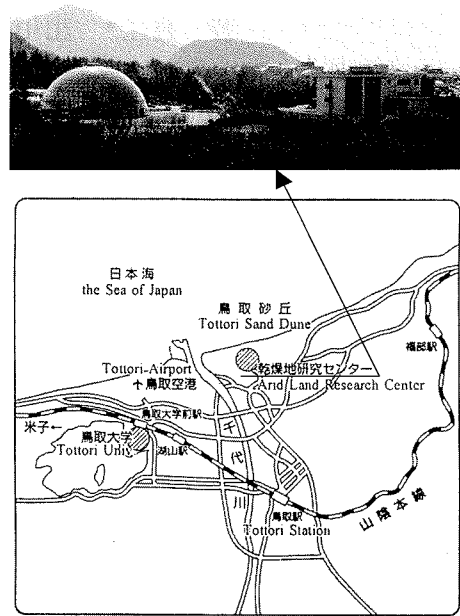 日本海
the Sea of Japan
鳥取砂丘
Tottori Sand Dune
福部駅
乾燥地研究センター
Arid Land Research Center
Tottori-Airport
鳥取空港
鳥取大学前駅
米子←
鳥取大学
Tottori Univ
湖山駅
千代川
鳥取駅
Tottori Station
山陰本線